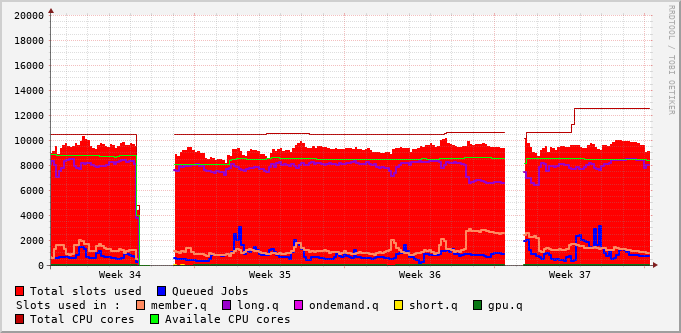 20000
18000
16000
14000
12000
10000
8000
6000
4000
2000
0
Week 34 Week 35 Week 36 Week 37
RRDTOOL / TOBI OETIKER
Total slots used Queued Jobs
Slots used in : member.q long.q ondemand.q short.q gpu.q
Total CPU cores Availale CPU cores